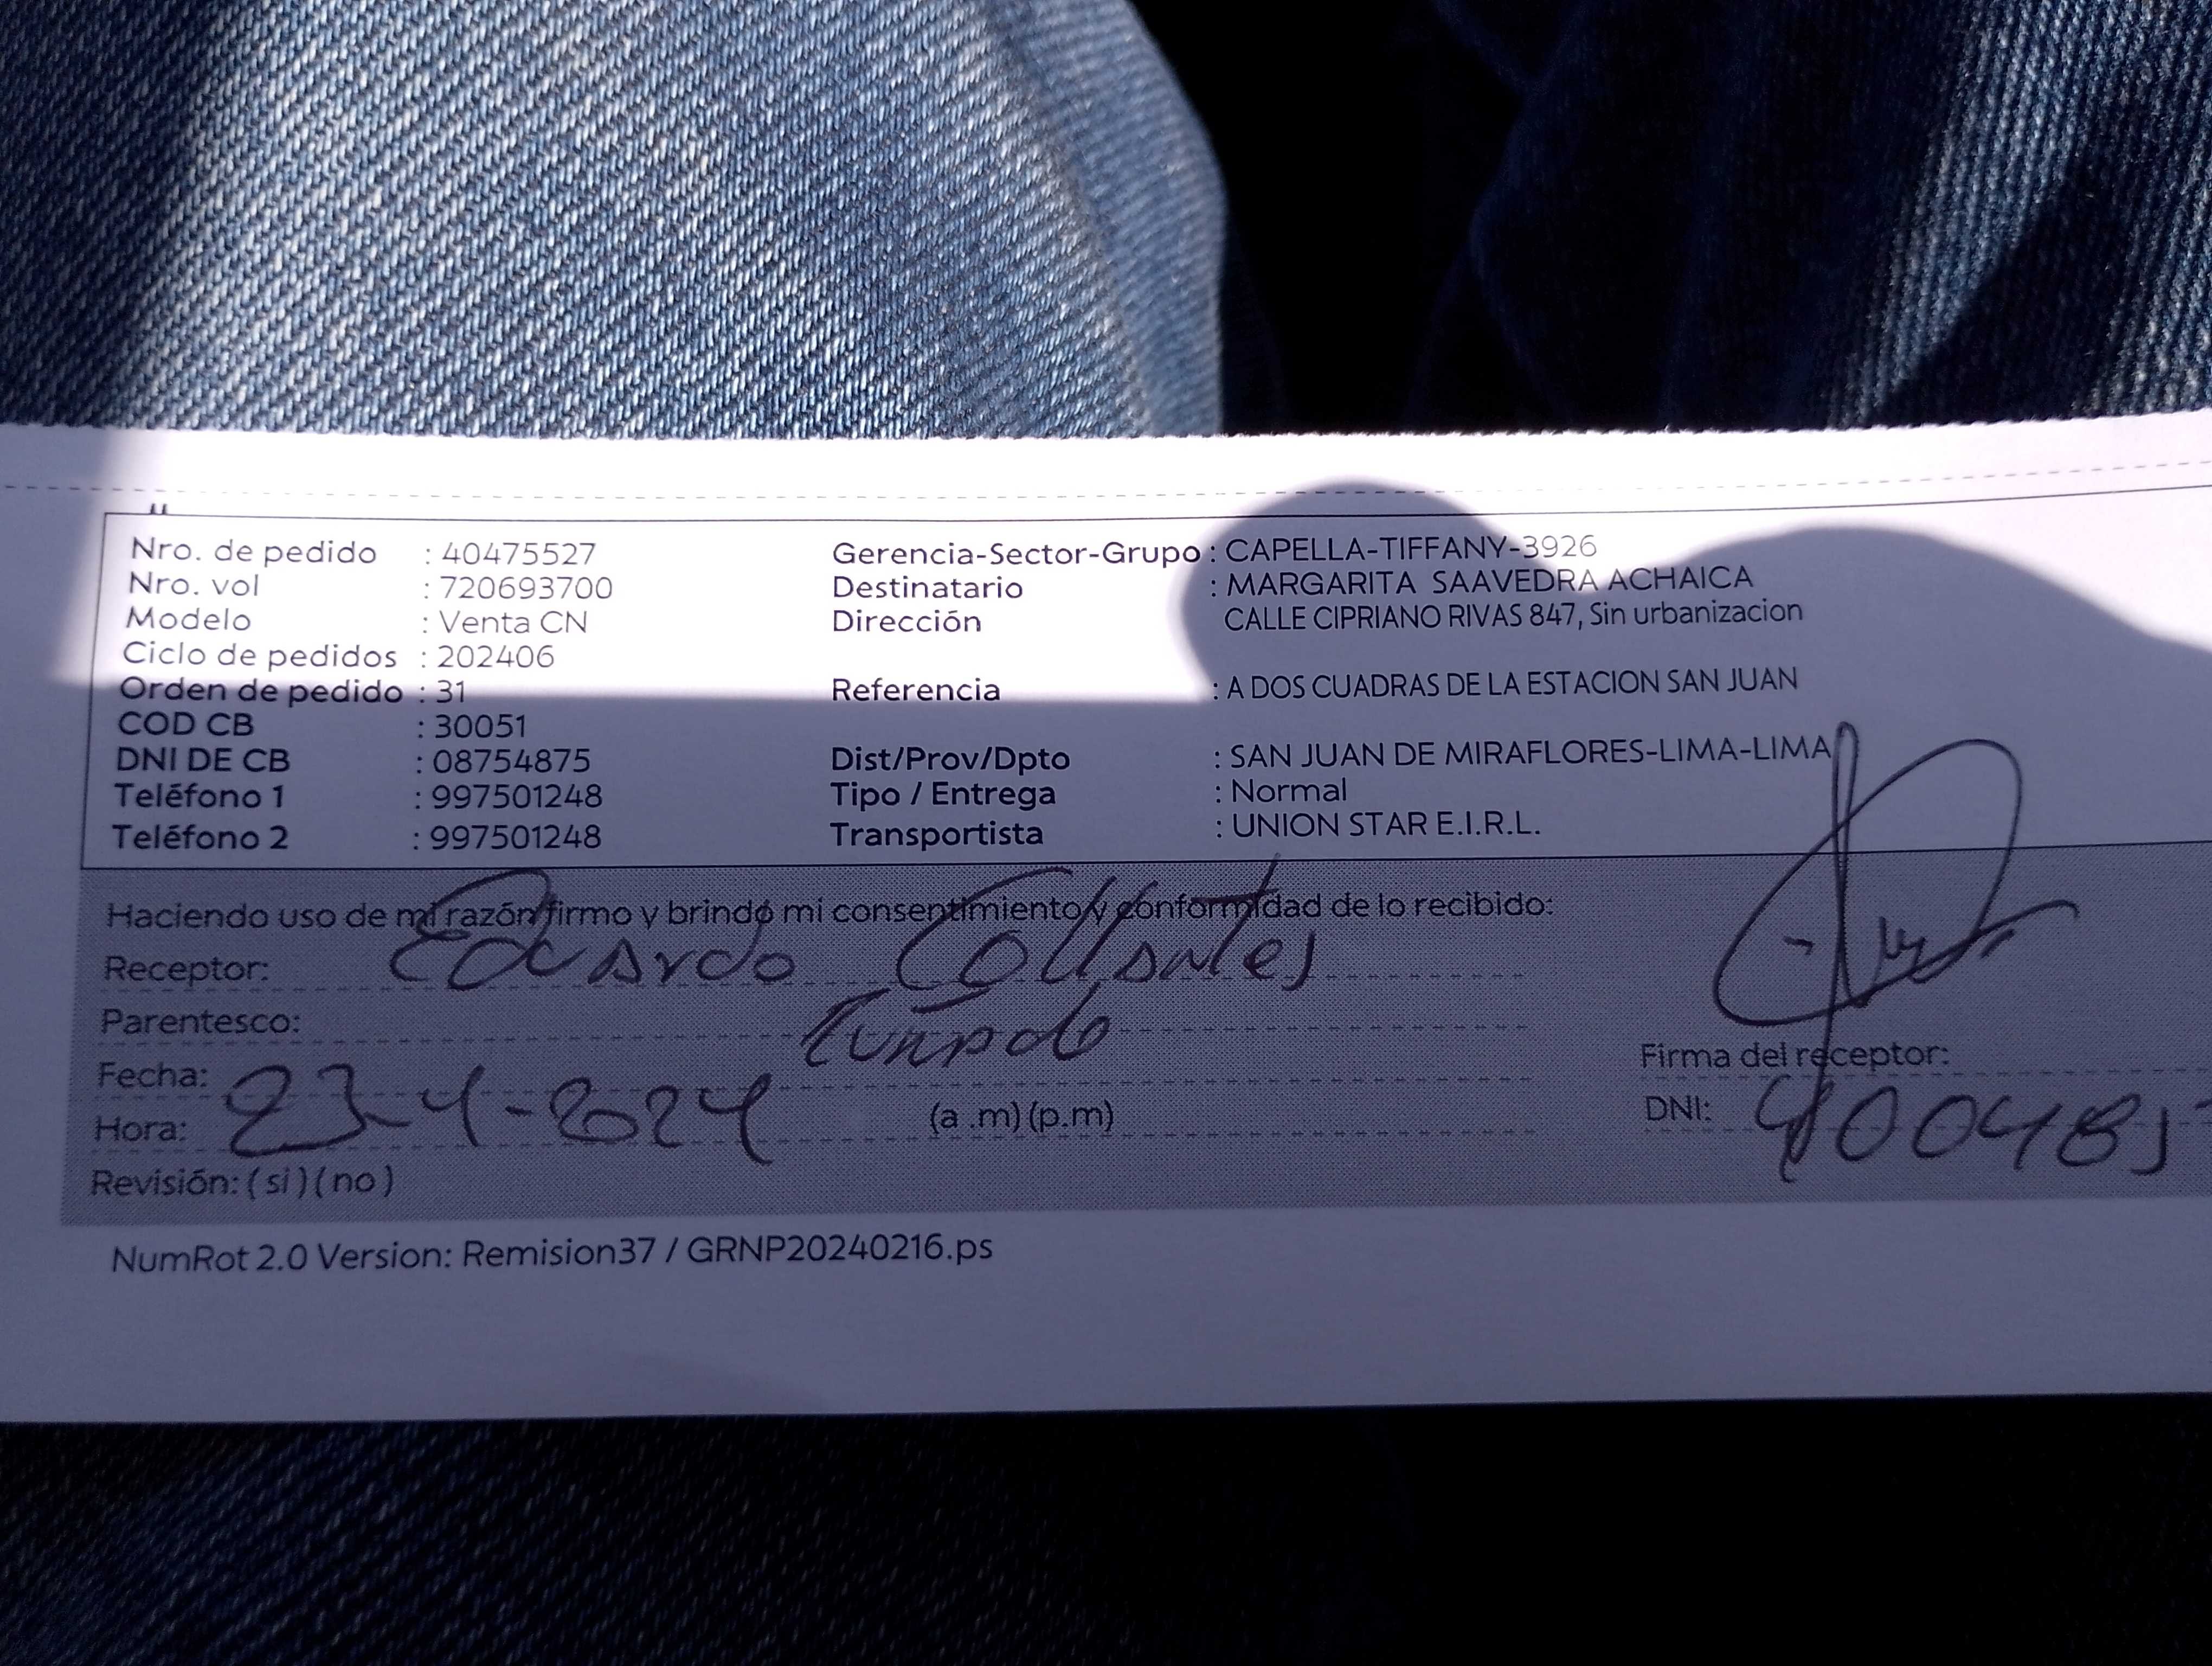 Nro. de pedido : 40475527 Gerencia-Sector-Grupo : CAPELLA-TIFFANY-3926
Nro. vol : 720693700 Destinatario : MARGARITA SAAVEDRA ACHAICA
Modelo : Venta CN Dirección CALLE CIPRIANO RIVAS 847, Sin urbanizacion
Ciclo de pedidos : 202406
Orden de pedido : 31 Referencia : A DOS CUADRAS DE LA ESTACION SAN JUAN
COD CB : 30051
DNI DE CB : 08754875 Dist/Prov/Dpto : SAN JUAN DE MIRAFLORES-LIMA-LIMA
Teléfono 1 : 997501248 Tipo / Entrega : Normal
Teléfono 2 : 997501248 Transportista : UNION STAR E.I.R.L.
Haciendo uso de mi razón firmo y brindo mi consentimiento y conformidad de lo recibido:
Receptor: Eduardo Collantes
Parentesco: Cuñado
Fecha: 23-4-2024 Firma del receptor:
Hora: (a .m) (p.m) DNI:
Revisión: ( si ) ( no )
NumRot 2.0 Version: Remision37 / GRNP20240216.ps